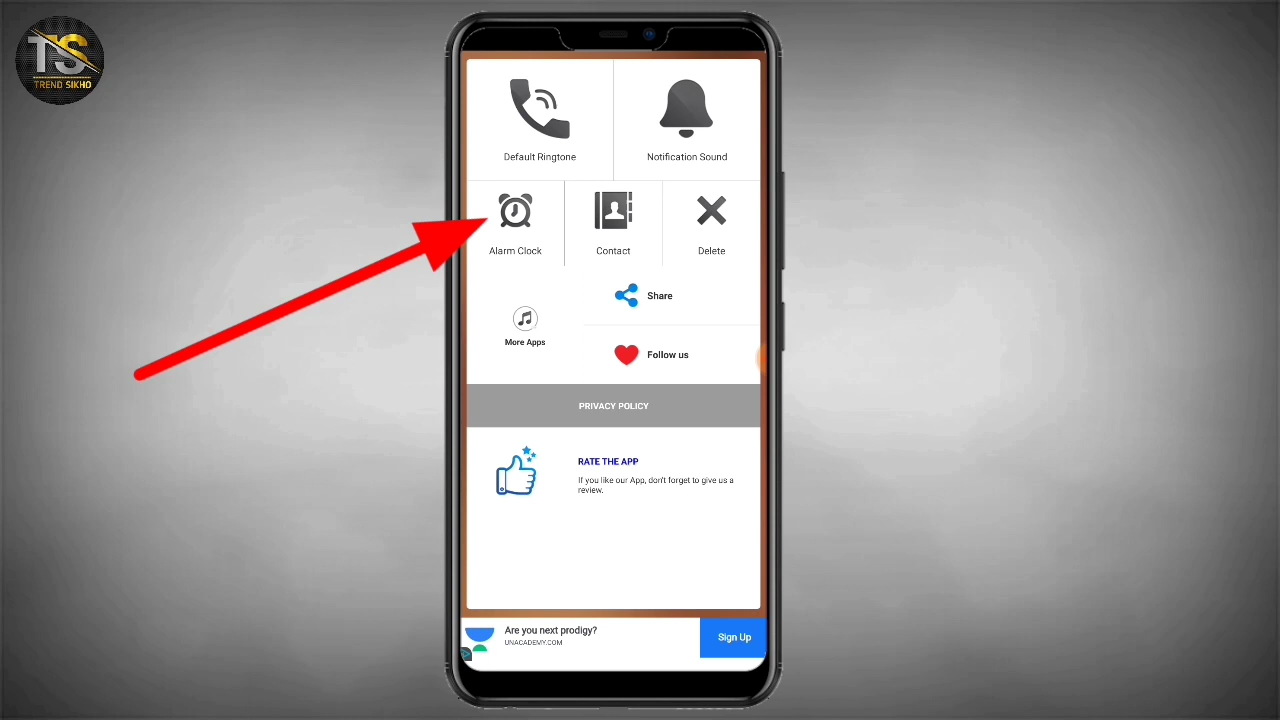 TS
TREND SIKHO
Default Ringtone
Notification Sound
Alarm Clock
Contact
Delete
More Apps
Share
Follow us
PRIVACY POLICY
RATE THE APP
If you like our App, don't forget to give us a
review.
Are you next prodigy?
UNACADEMY.COM
Sign Up